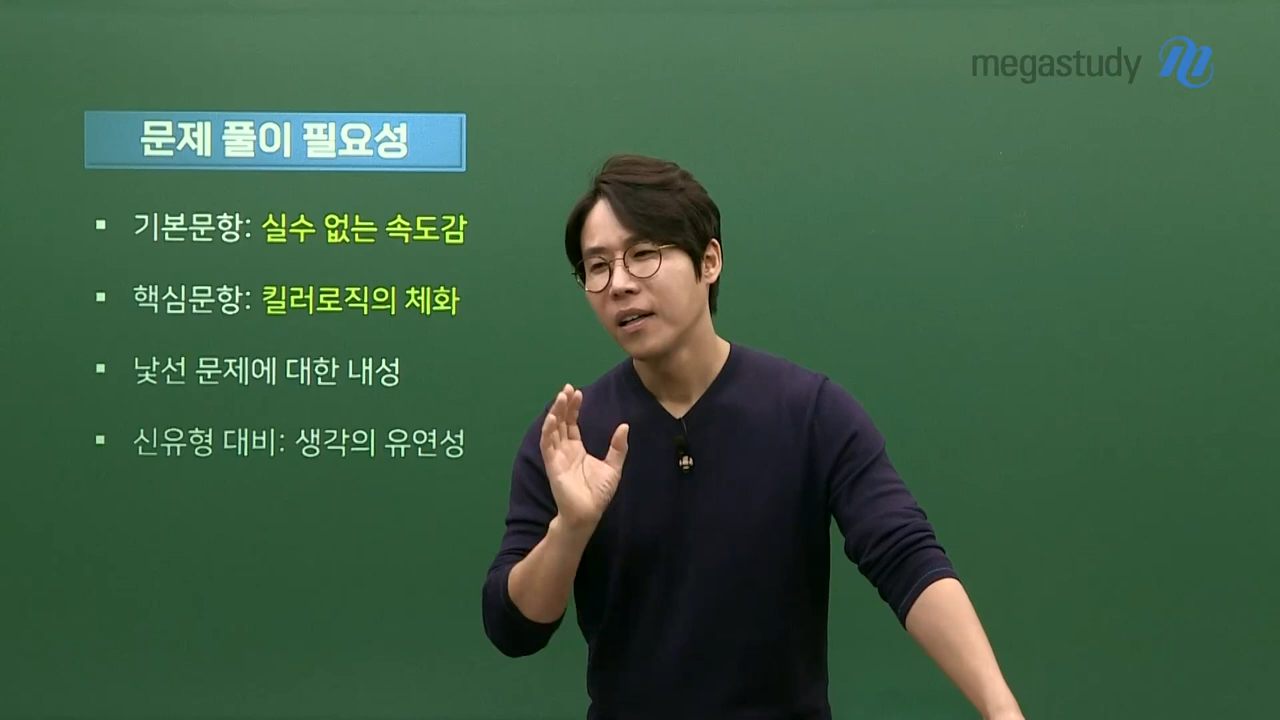 megastudy
문제 풀이 필요성
기본문항: 실수 없는 속도감
핵심문항: 킬러로직의 체화
낯선 문제에 대한 내성
신유형 대비: 생각의 유연성